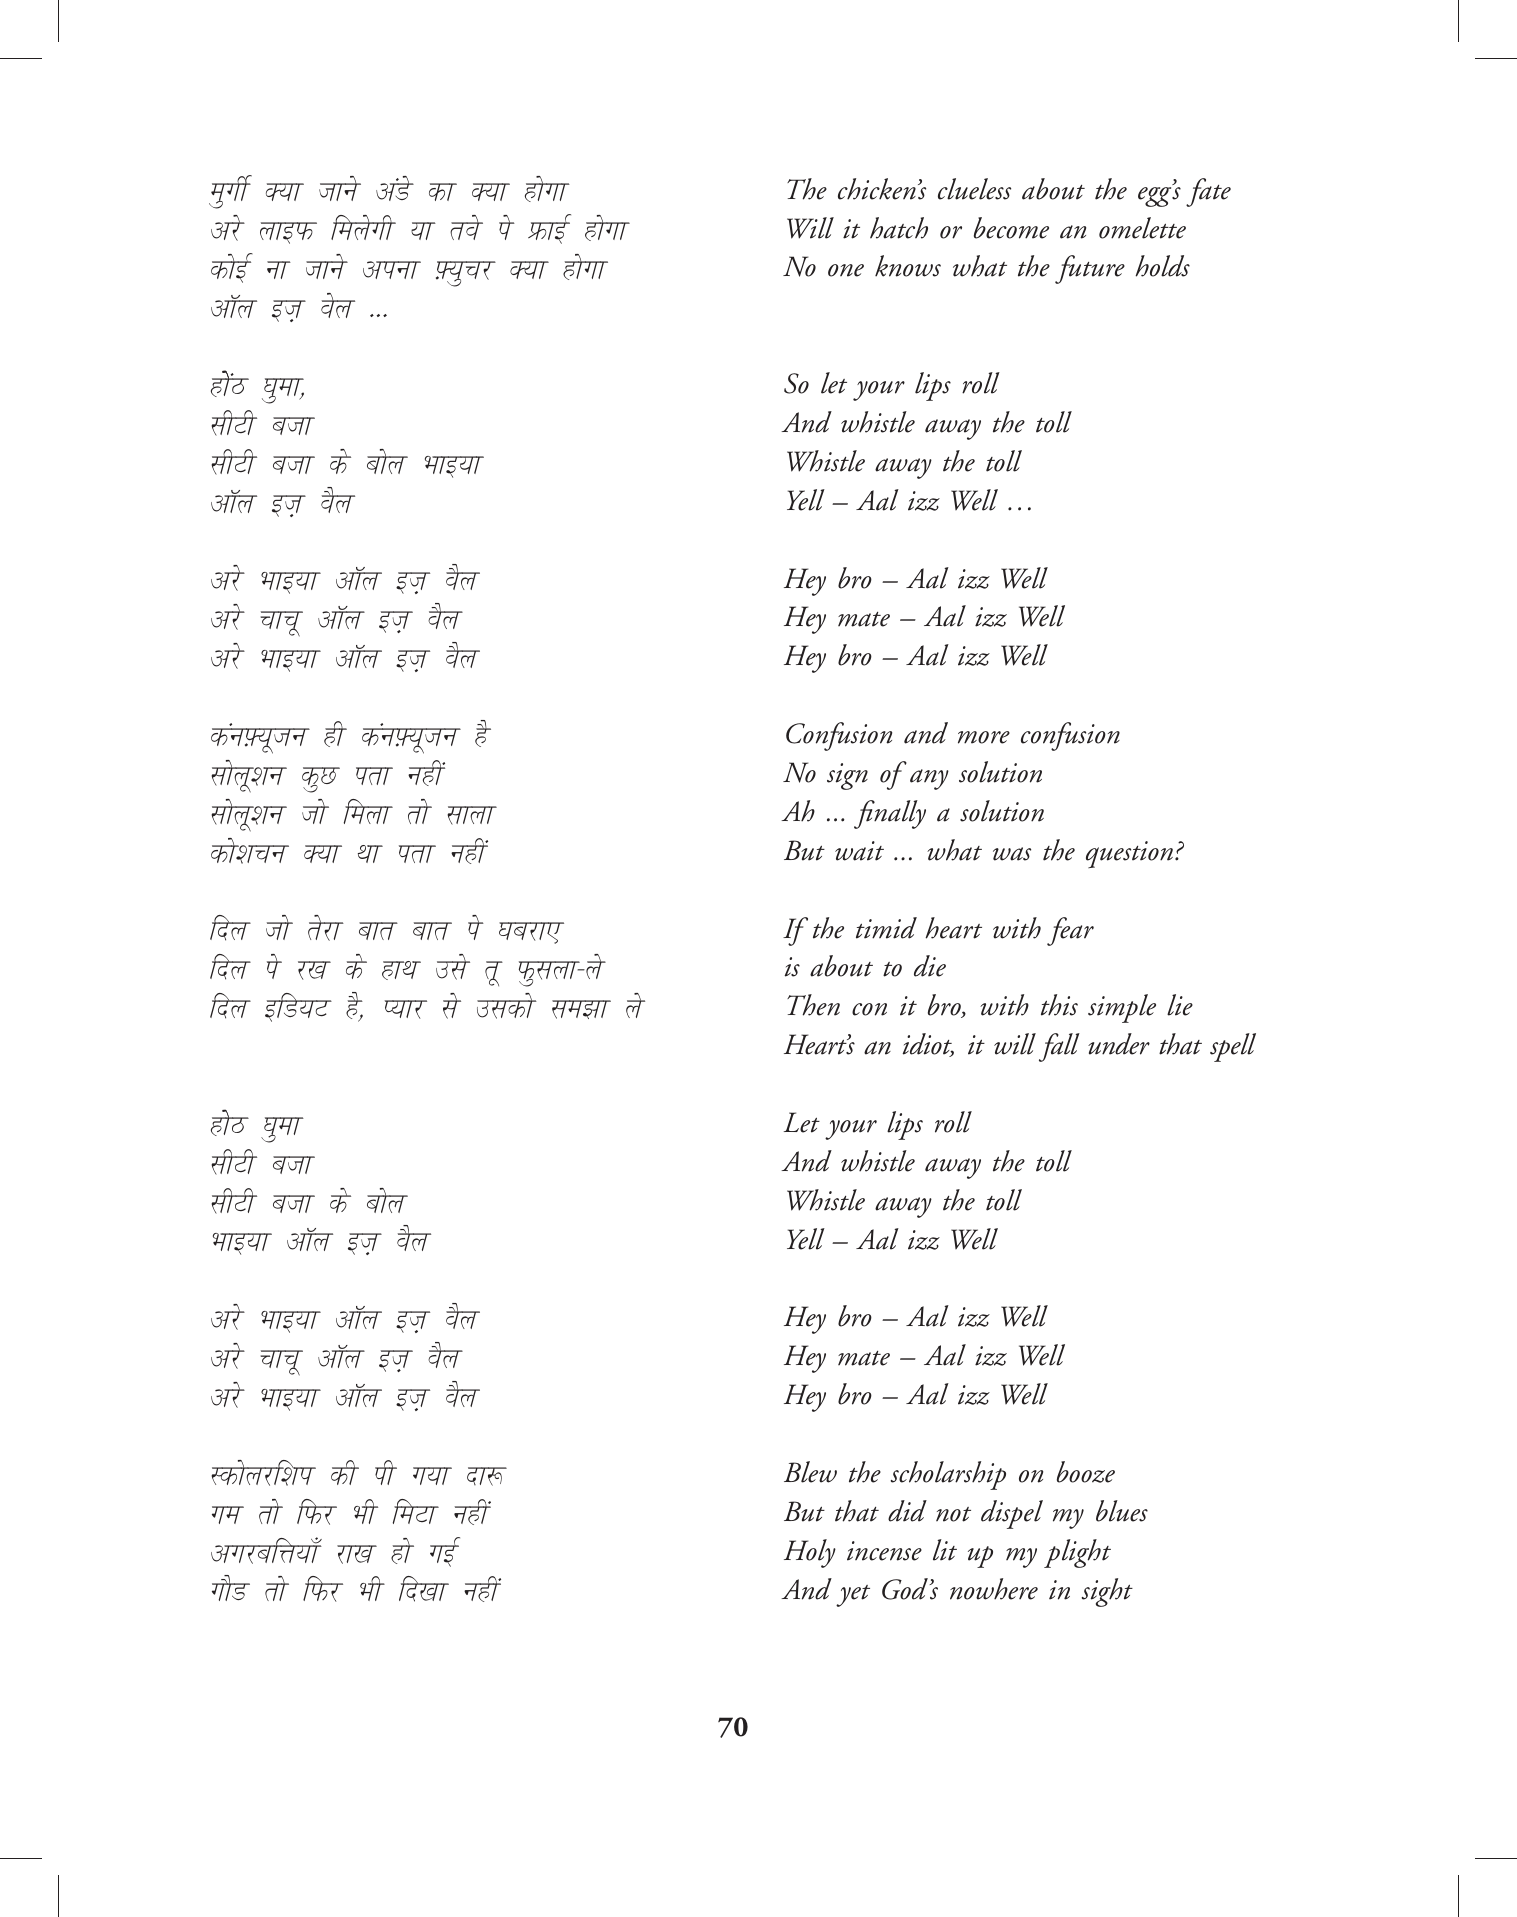 मुर्गी क्या जाने अंडे का क्या होगा
अरे लाइफ मिलेगी या तवे पे फ्राई होगा
कोई ना जाने अपना फ़्युचर क्या होगा
ऑल इज़ वेल ...
होंठ घुमा,
सीटी बजा
सीटी बजा के बोल भाइया
ऑल इज़ वैल
अरे भाइया ऑल इज़ वैल
अरे चाचू ऑल इज़ वैल
अरे भाइया ऑल इज़ वैल
कंनफ़्यूजन ही कंनफ़्यूजन है
सोलूशन कुछ पता नहीं
सोलूशन जो मिला तो साला
कोशचन क्या था पता नहीं
दिल जो तेरा बात बात पे घबराए
दिल पे रख के हाथ उसे तू फुसला-ले
दिल इडियट है, प्यार से उसको समझा ले
होठ घुमा
सीटी बजा
सीटी बजा के बोल
भाइया ऑल इज़ वैल
अरे भाइया ऑल इज़ वैल
अरे चाचू ऑल इज़ वैल
अरे भाइया ऑल इज़ वैल
स्कोलरशिप की पी गया दारू
गम तो फिर भी मिटा नहीं
अगरबत्तियाँ राख हो गई
गौड तो फिर भी दिखा नहीं
The chicken’s clueless about the egg’s fate
Will it hatch or become an omelette
No one knows what the future holds
So let your lips roll
And whistle away the toll
Whistle away the toll
Yell – Aal izz Well …
Hey bro – Aal izz Well
Hey mate – Aal izz Well
Hey bro – Aal izz Well
Confusion and more confusion
No sign of any solution
Ah ... finally a solution
But wait ... what was the question?
If the timid heart with fear
is about to die
Then con it bro, with this simple lie
Heart’s an idiot, it will fall under that spell
Let your lips roll
And whistle away the toll
Whistle away the toll
Yell – Aal izz Well
Hey bro – Aal izz Well
Hey mate – Aal izz Well
Hey bro – Aal izz Well
Blew the scholarship on booze
But that did not dispel my blues
Holy incense lit up my plight
And yet God’s nowhere in sight
70